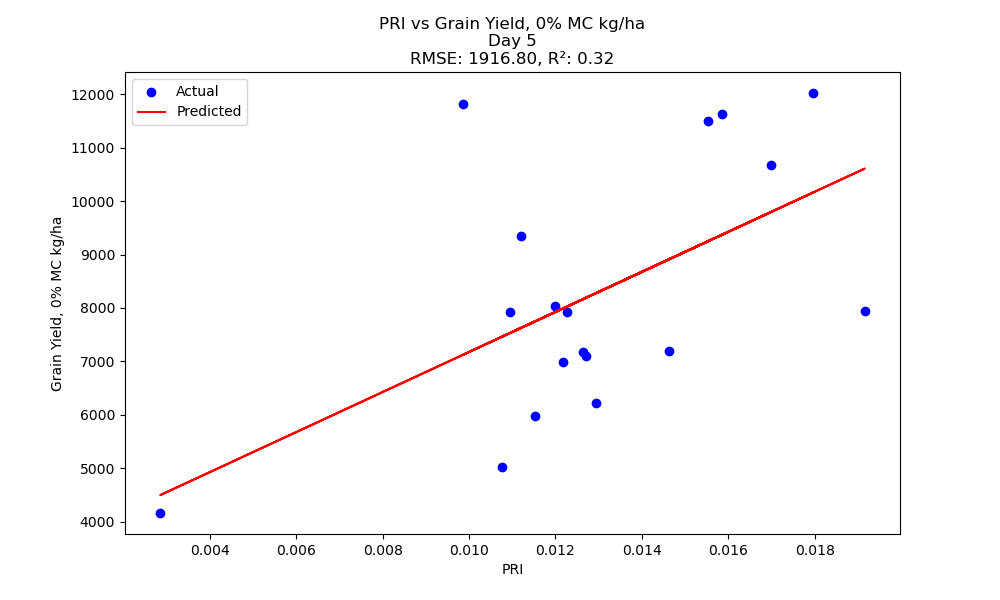 PRI vs Grain Yield, 0% MC kg/ha
Day 5
RMSE: 1916.80, R²: 0.32
Actual
Predicted
Grain Yield, 0% MC kg/ha
12000
11000
10000
9000
8000
7000
6000
5000
4000
0.004 0.006 0.008 0.010 0.012 0.014 0.016 0.018
PRI